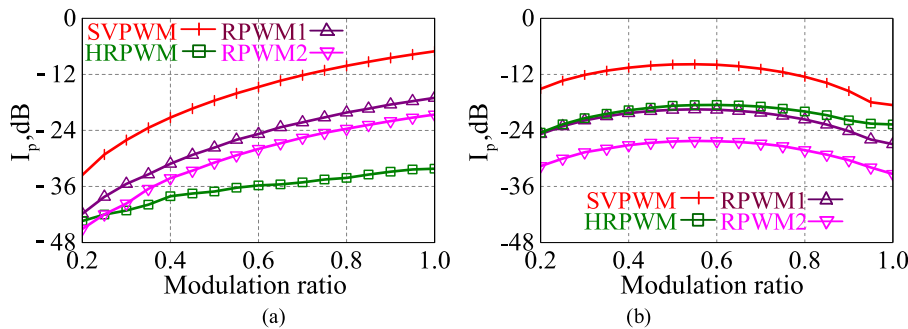 0
-12
-24
-36
-48
I_p,dB
SVPWM
RPWM1
HRPWM
RPWM2
0.2 0.4 0.6 0.8 1.0
Modulation ratio
(a)
0
-12
-24
-36
-48
I_p,dB
SVPWM
RPWM1
HRPWM
RPWM2
0.2 0.4 0.6 0.8 1.0
Modulation ratio
(b)